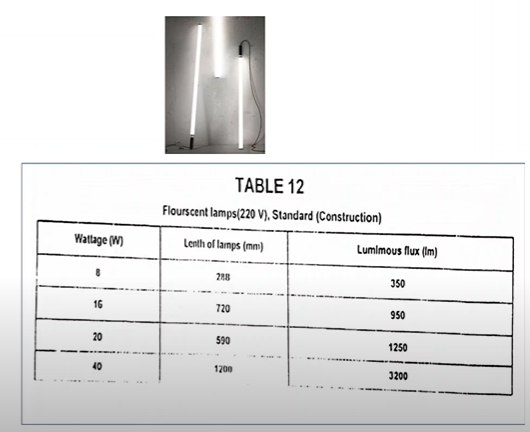 TABLE 12
Flourscent lamps(220 V), Standard (Construction)
Wattage (W) Lenth of lamps (mm) Lumlmous flux (lm)
8 288 350
16 720 950
20 590 1250
40 1200 3200